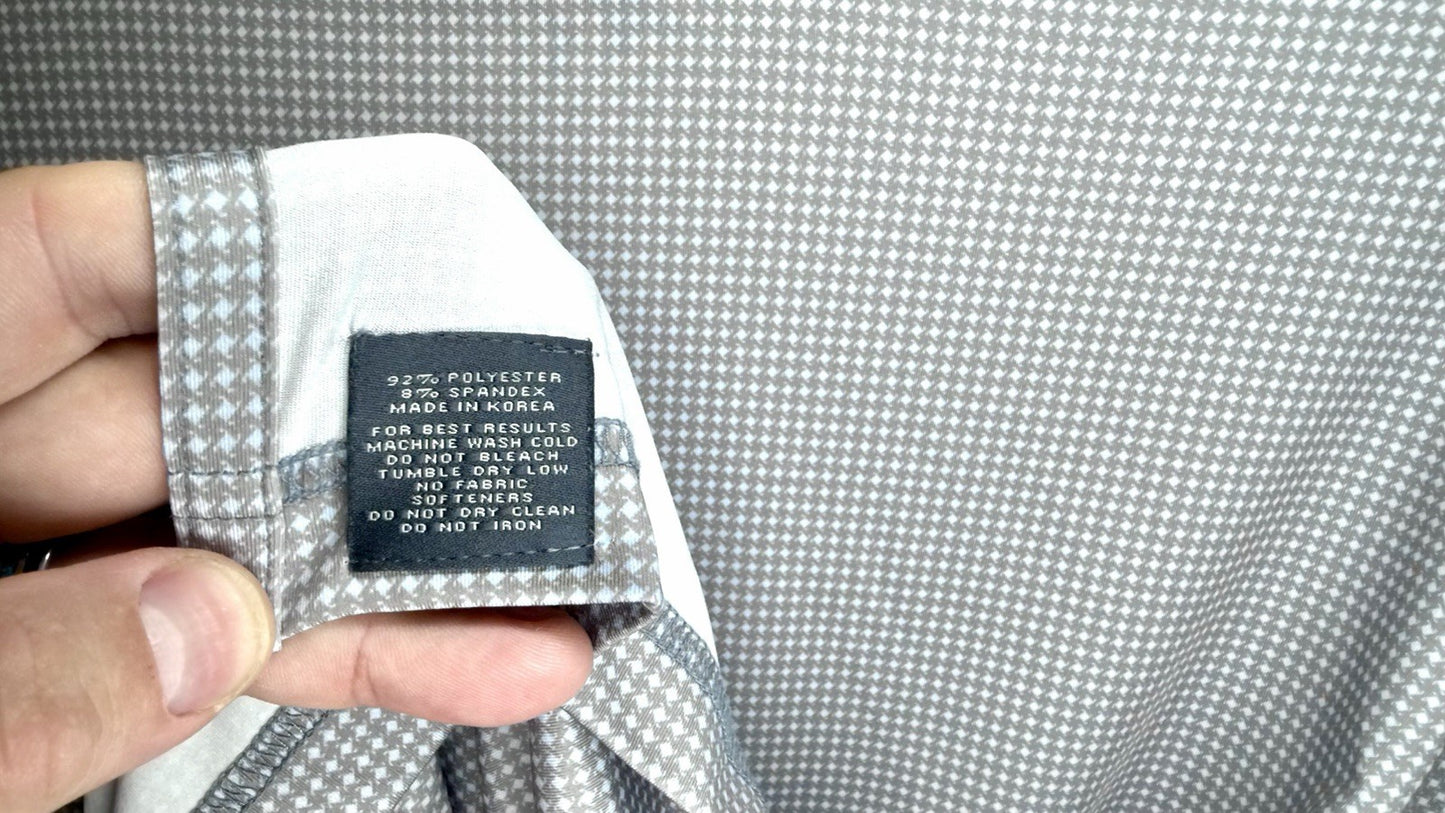 92% POLYESTER
8% SPANDEX
MADE IN KOREA
FOR BEST RESULTS
MACHINE WASH COLD
DO NOT BLEACH
TUMBLE DRY LOW
NO FABRIC
SOFTENERS
DO NOT DRY CLEAN
DO NOT IRON